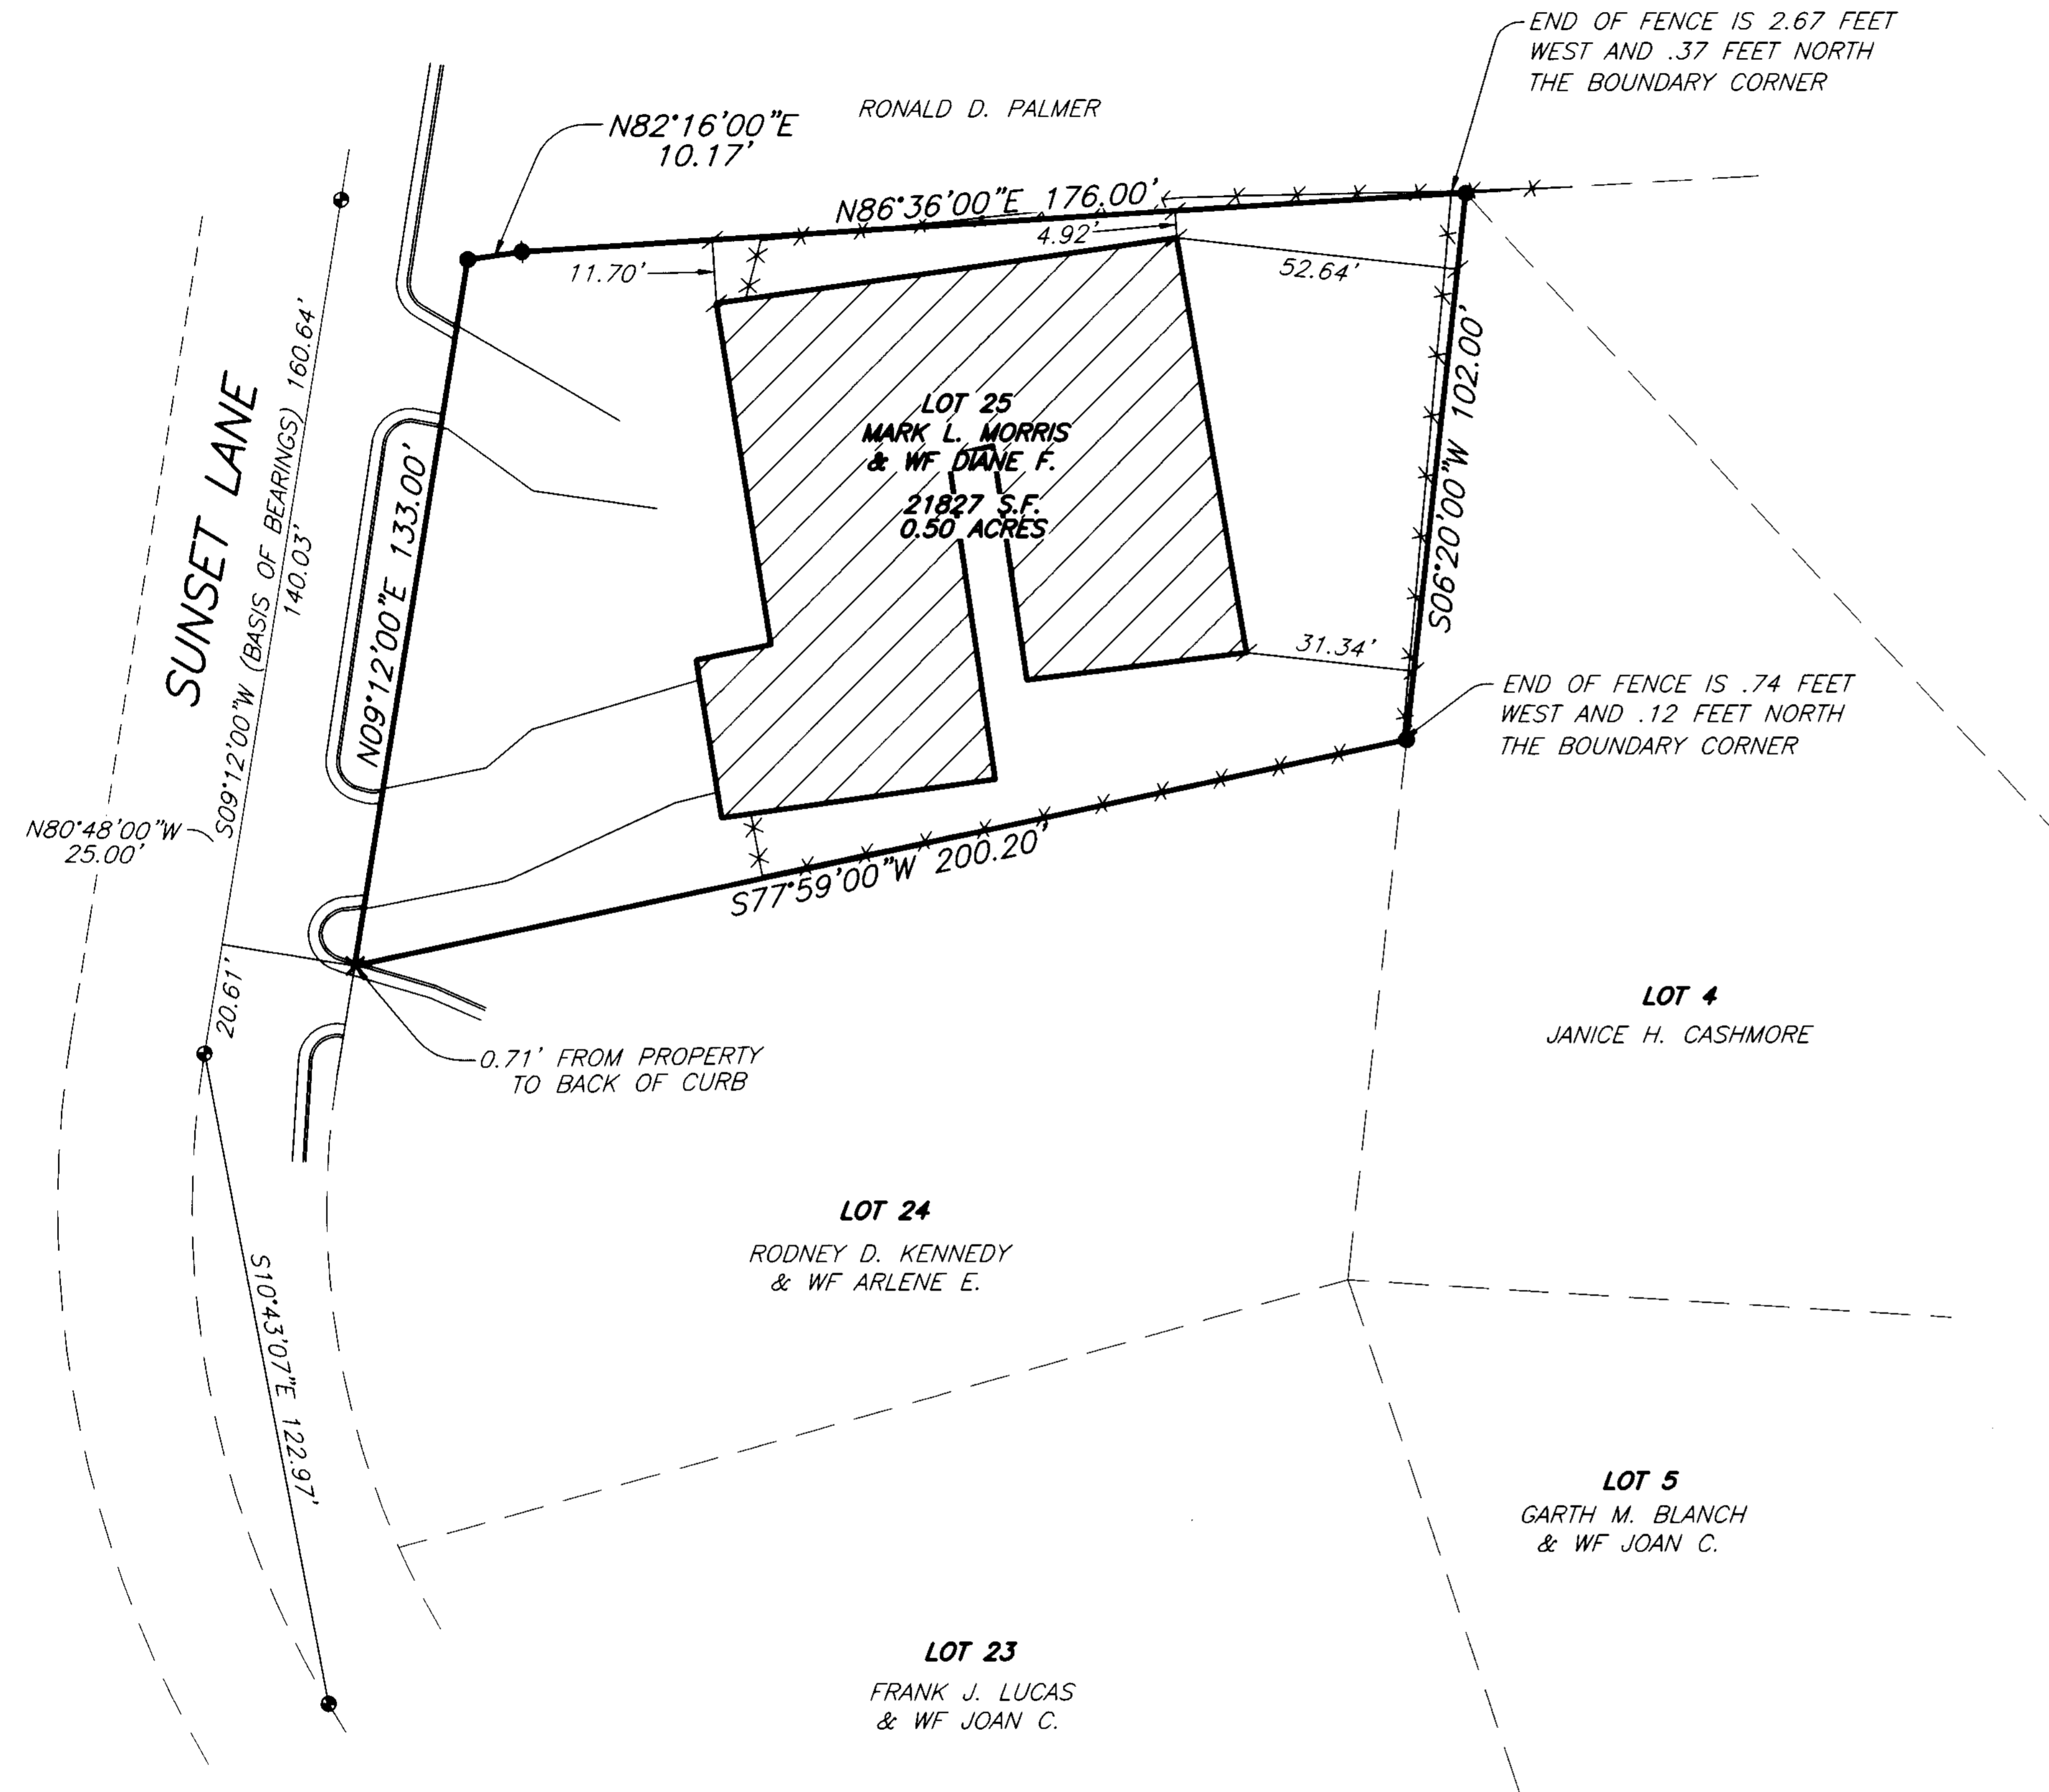 END OF FENCE IS 2.67 FEET
WEST AND .37 FEET NORTH
THE BOUNDARY CORNER
RONALD D. PALMER
N82°16'00"E
10.17'
N86°36'00"E 176.00'
4.92'
11.70'
52.64'
SUNSET LANE
S09°12'00"W (BASIS OF BEARINGS) 160.64'
140.03'
N09°12'00"E 133.00'
LOT 25
MARK L. MORRIS
& WF DIANE F.
21827 S.F.
0.50 ACRES
S06°20'00"W 102.00'
31.34'
END OF FENCE IS .74 FEET
WEST AND .12 FEET NORTH
THE BOUNDARY CORNER
N80°48'00"W
25.00'
S77°59'00"W 200.20'
20.61'
0.71' FROM PROPERTY
TO BACK OF CURB
LOT 4
JANICE H. CASHMORE
LOT 24
RODNEY D. KENNEDY
& WF ARLENE E.
S10°43'07"E 122.97'
LOT 5
GARTH M. BLANCH
& WF JOAN C.
LOT 23
FRANK J. LUCAS
& WF JOAN C.